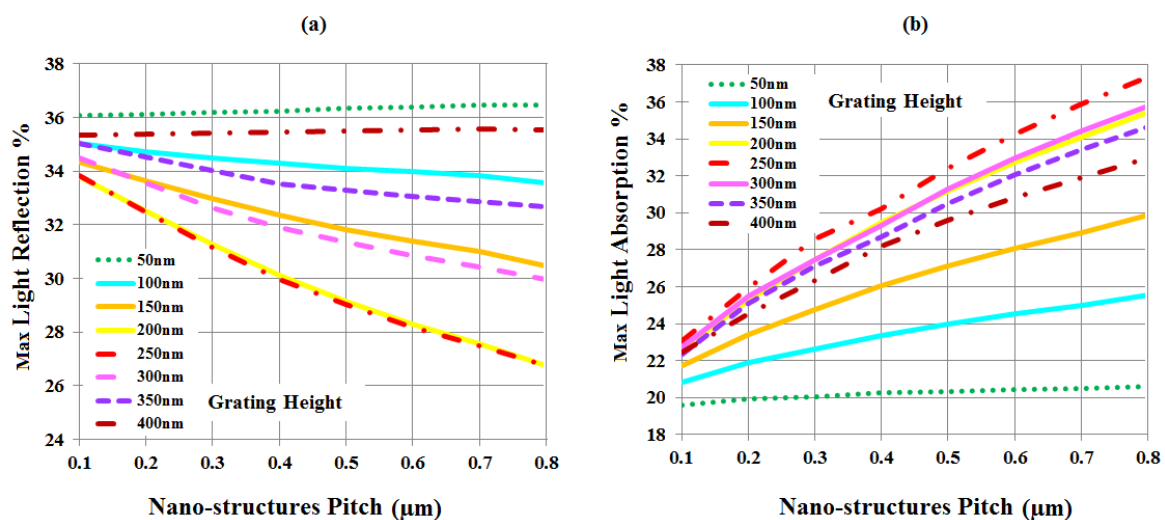 (a)
Max Light Reflection %
38
36
34
32
30
28
26
24
50nm
100nm
150nm
200nm
250nm
300nm
350nm
400nm
Grating Height
0.1 0.2 0.3 0.4 0.5 0.6 0.7 0.8
Nano-structures Pitch (μm)
(b)
Max Light Absorption %
38
36
34
32
30
28
26
24
22
20
18
50nm
100nm
150nm
200nm
250nm
300nm
350nm
400nm
Grating Height
0.1 0.2 0.3 0.4 0.5 0.6 0.7 0.8
Nano-structures Pitch (μm)